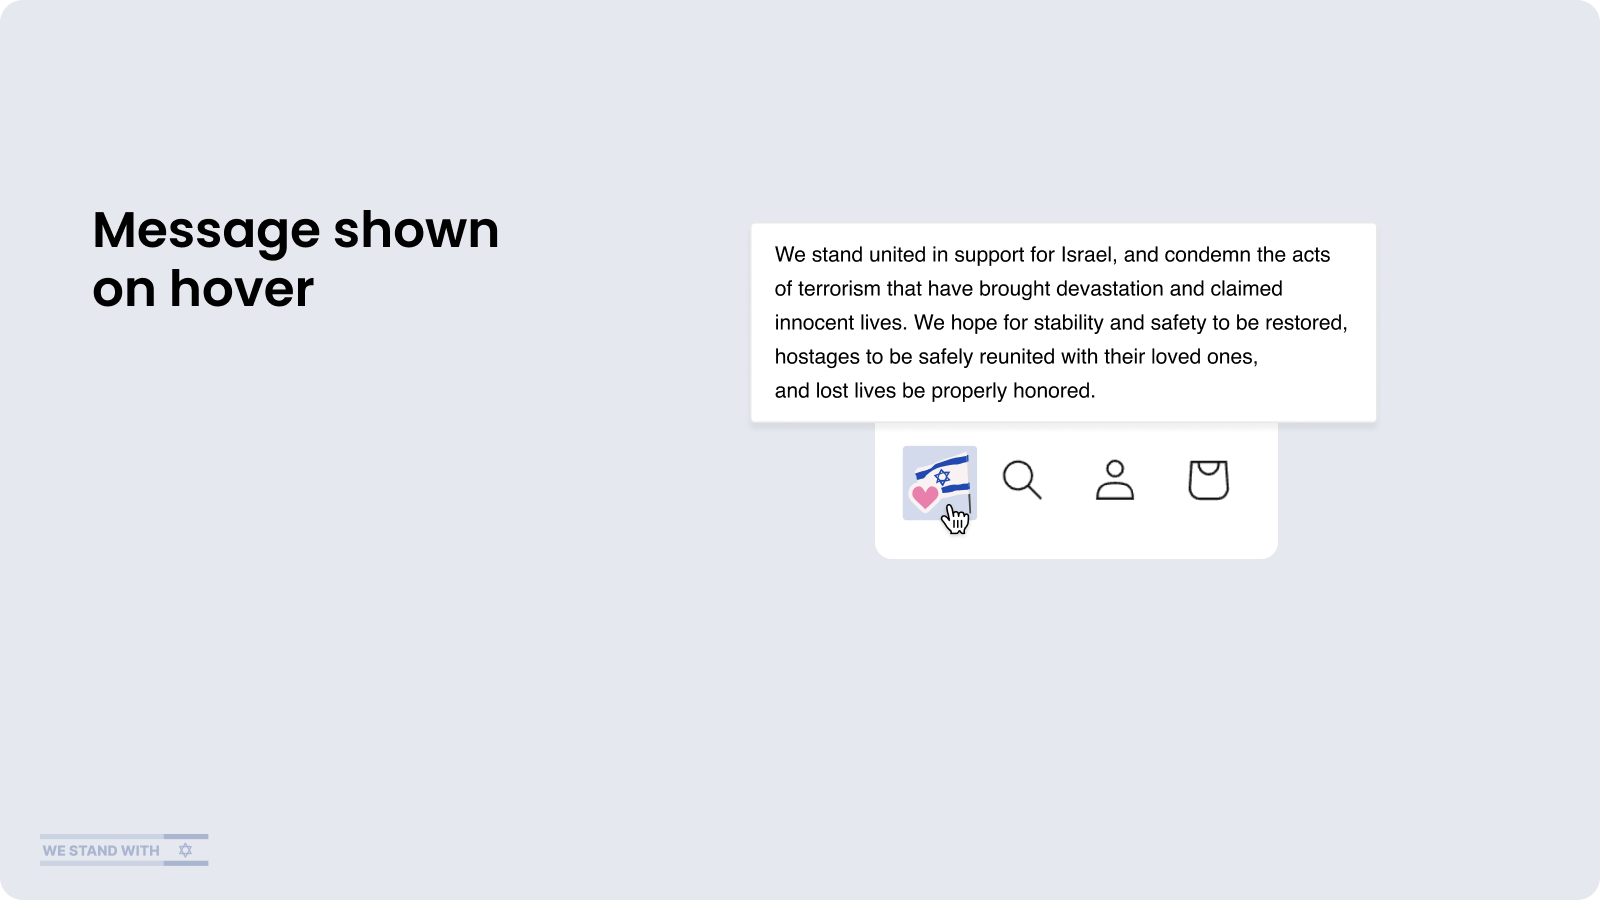 Message shown
on hover
We stand united in support for Israel, and condemn the acts
of terrorism that have brought devastation and claimed
innocent lives. We hope for stability and safety to be restored,
hostages to be safely reunited with their loved ones,
and lost lives be properly honored.
WE STAND WITH